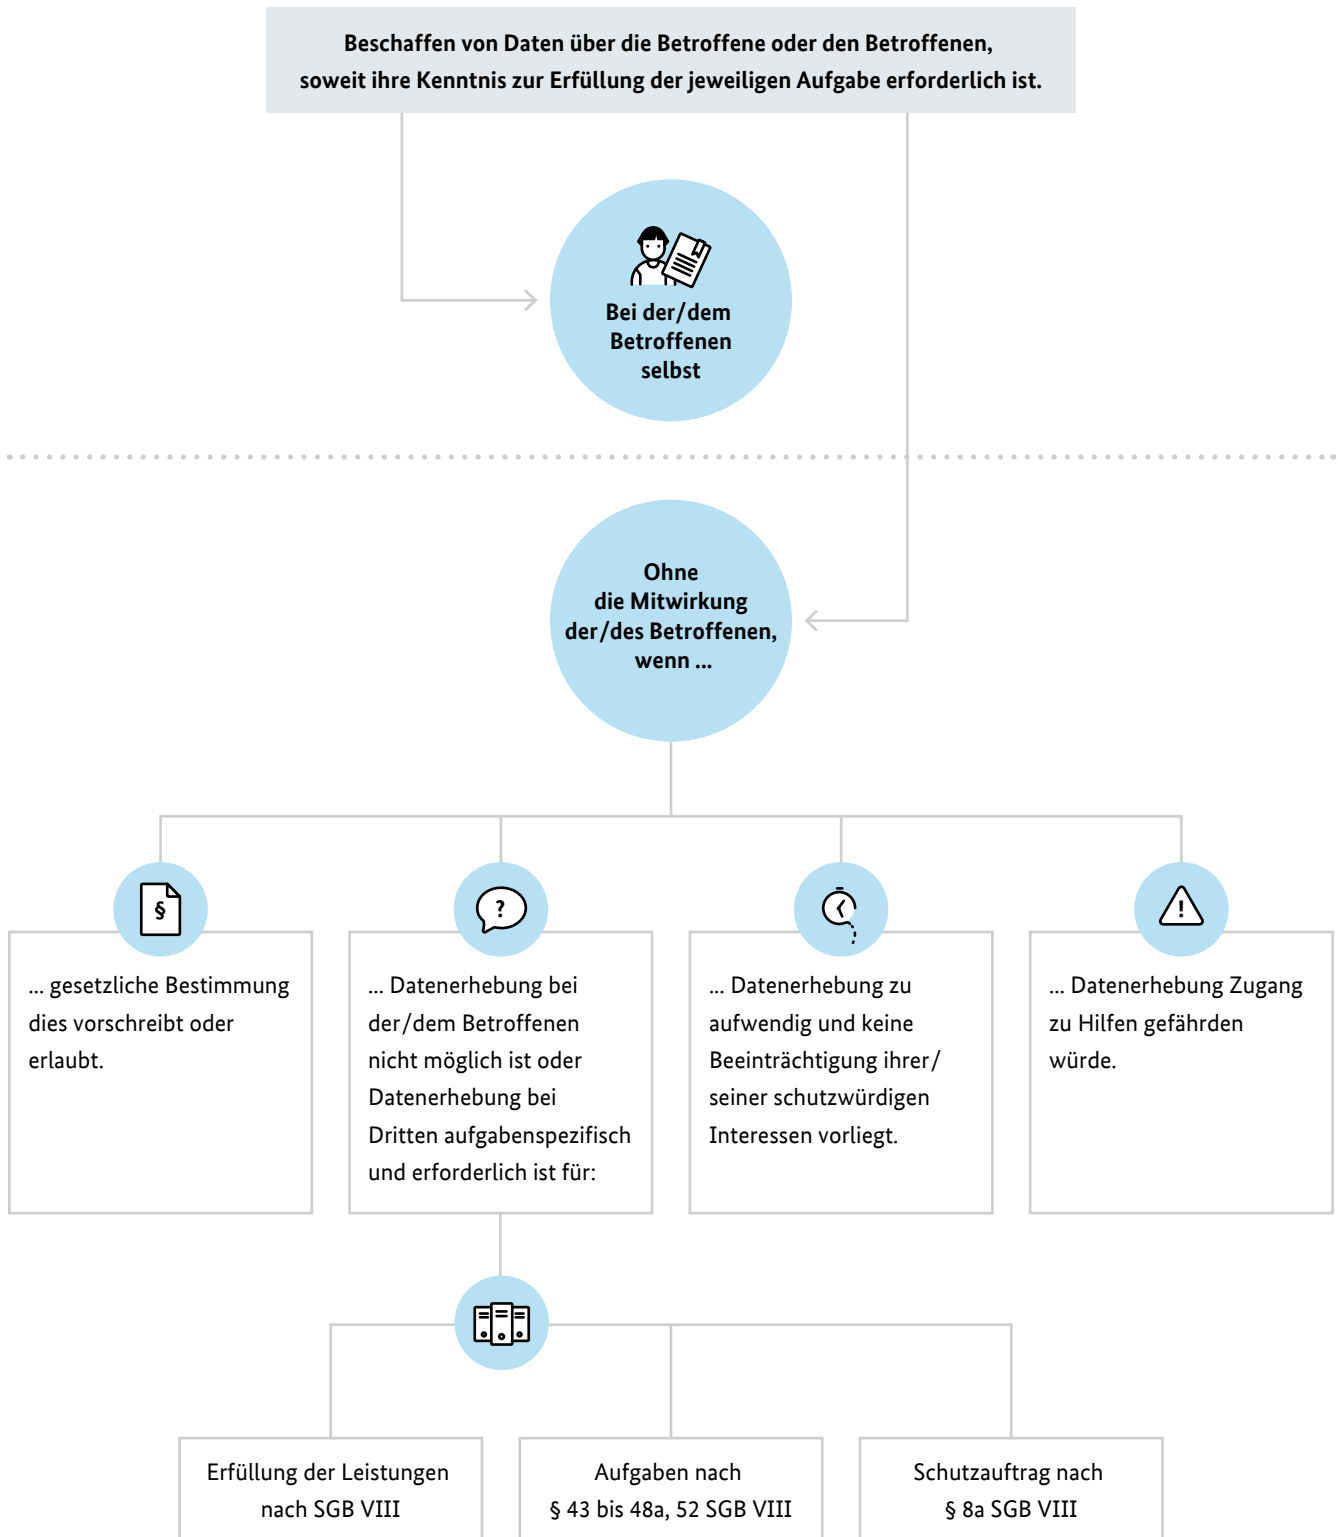 Beschaffen von Daten über die Betroffene oder den Betroffenen,
soweit ihre Kenntnis zur Erfüllung der jeweiligen Aufgabe erforderlich ist.
Bei der/dem
Betroffenen
selbst
Ohne
die Mitwirkung
der/des Betroffenen,
wenn ...
§
... gesetzliche Bestimmung
dies vorschreibt oder
erlaubt.
?
... Datenerhebung bei
der/dem Betroffenen
nicht möglich ist oder
Datenerhebung bei
Dritten aufgabenspezifisch
und erforderlich ist für:
... Datenerhebung zu
aufwendig und keine
Beeinträchtigung ihrer/
seiner schutzwürdigen
Interessen vorliegt.
!
... Datenerhebung Zugang
zu Hilfen gefährden
würde.
Erfüllung der Leistungen
nach SGB VIII
Aufgaben nach
§ 43 bis 48a, 52 SGB VIII
Schutzauftrag nach
§ 8a SGB VIII